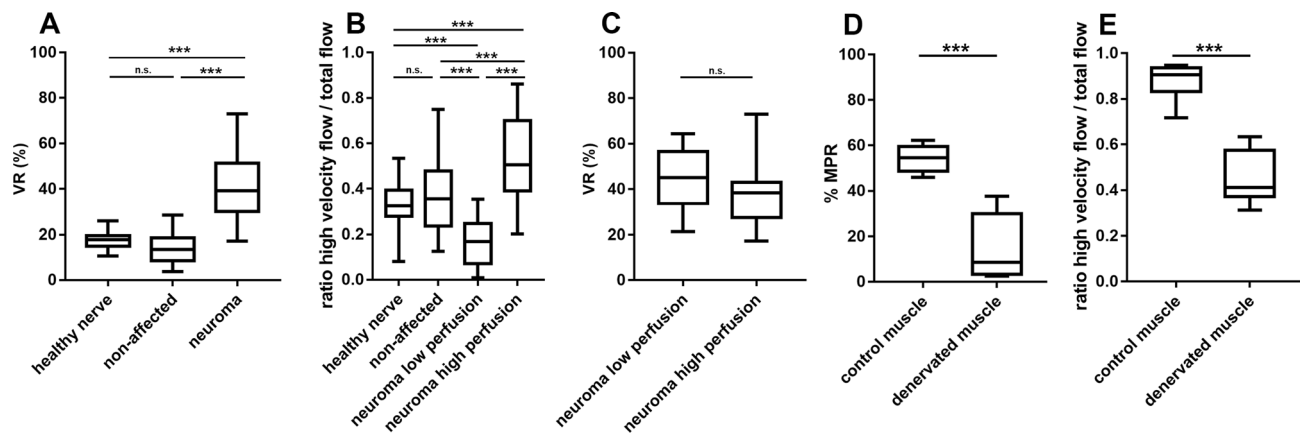 A
VR (%)
100
80
60
40
20
0
***
n.s.
***
healthy nerve
non-affected
neuroma
B
ratio high velocity flow / total flow
1.0
0.8
0.6
0.4
0.2
0.0
***
***
***
n.s.
***
***
healthy nerve
non-affected
neuroma low perfusion
neuroma high perfusion
C
VR (%)
100
80
60
40
20
0
n.s.
neuroma low perfusion
neuroma high perfusion
D
% MPR
100
80
60
40
20
0
***
control muscle
denervated muscle
E
ratio high velocity flow / total flow
1.0
0.8
0.6
0.4
0.2
0.0
***
control muscle
denervated muscle